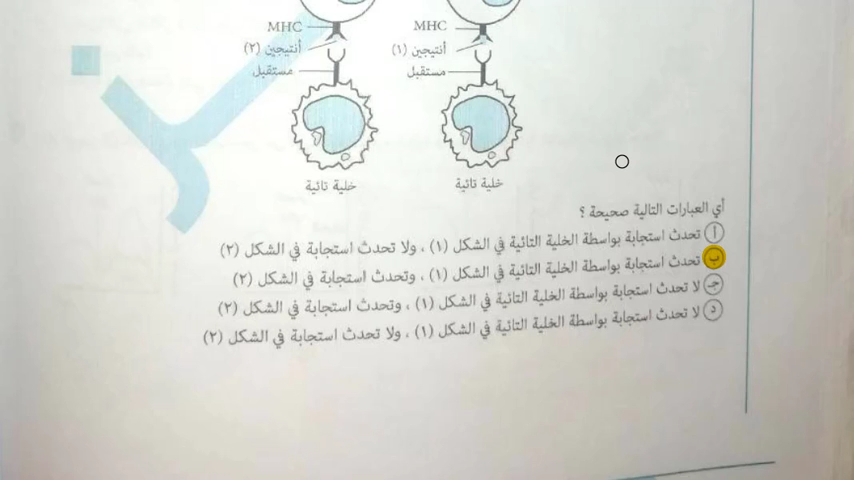 MHC MHC
أنتيجين (١) أنتيجين (٢)
مستقبل مستقبل
خلية تائية خلية تائية
أي العبارات التالية صحيحة ؟
أ تحدث استجابة بواسطة الخلية التائية في الشكل (١) ، ولا تحدث استجابة في الشكل (٢)
ب تحدث استجابة بواسطة الخلية التائية في الشكل (١) ، وتحدث استجابة في الشكل (٢)
جـ لا تحدث استجابة بواسطة الخلية التائية في الشكل (١) ، وتحدث استجابة في الشكل (٢)
د لا تحدث استجابة بواسطة الخلية التائية في الشكل (١) ، ولا تحدث استجابة في الشكل (٢)